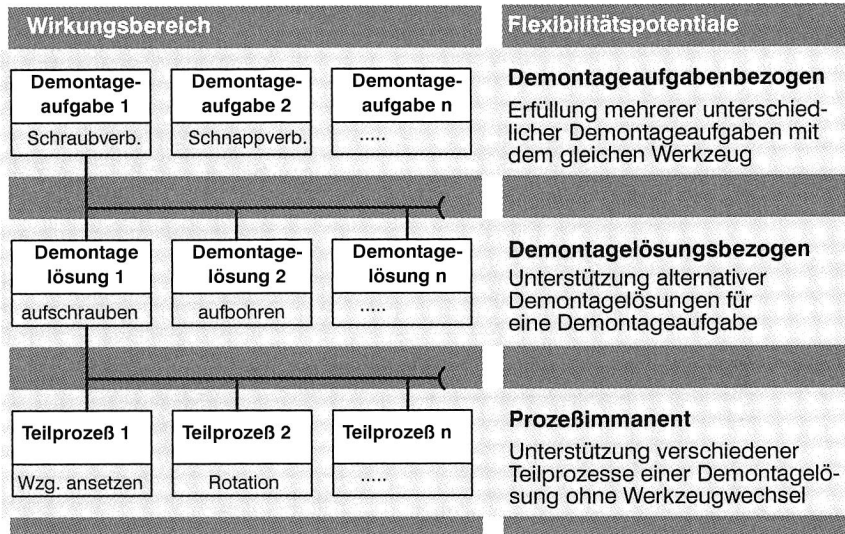 Wirkungsbereich
Flexibilitätspotentiale
Demontage-
aufgabe 1
Schraubverb.
Demontage-
aufgabe 2
Schnappverb.
Demontage-
aufgabe n
.....
Demontageaufgabenbezogen
Erfüllung mehrerer unterschied-
licher Demontageaufgaben mit
dem gleichen Werkzeug
Demontage
lösung 1
aufschrauben
Demontage-
lösung 2
aufbohren
Demontage-
lösung n
.....
Demontagelösungsbezogen
Unterstützung alternativer
Demontagelösungen für
eine Demontageaufgabe
Teilprozeß 1
Wzg. ansetzen
Teilprozeß 2
Rotation
Teilprozeß n
.....
Prozeßimmanent
Unterstützung verschiedener
Teilprozesse einer Demontagelö-
sung ohne Werkzeugwechsel